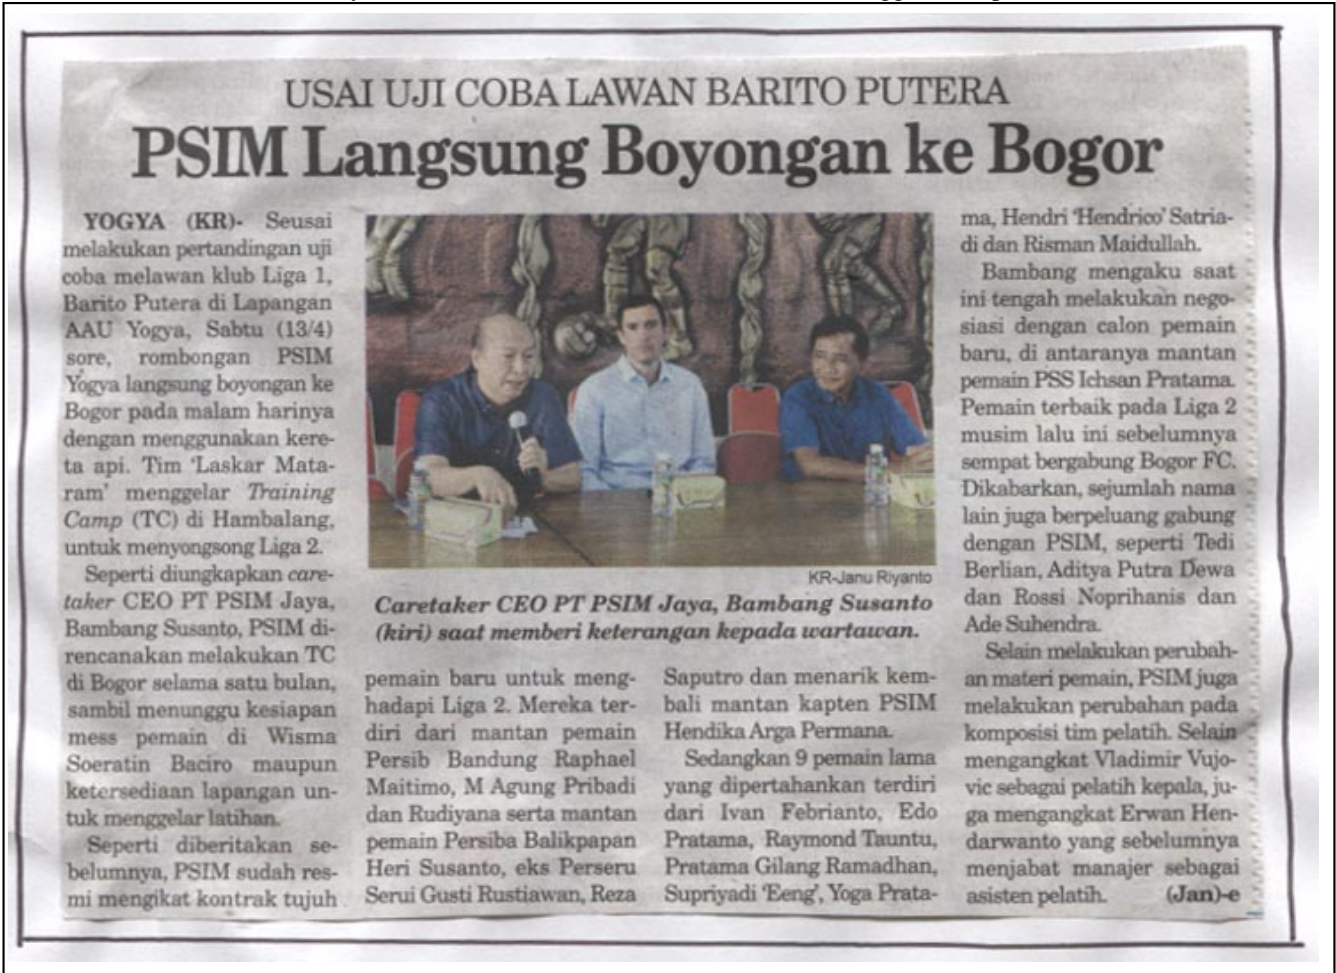 USAI UJI COBA LAWAN BARITO PUTERA
PSIM Langsung Boyongan ke Bogor
YOGYA (KR)- Seusai
melakukan pertandingan uji
coba melawan klub Liga 1,
Barito Putera di Lapangan
AAU Yogya, Sabtu (13/4)
sore, rombongan PSIM
Yogya langsung boyongan ke
Bogor pada malam harinya
dengan menggunakan kere-
ta api. Tim 'Laskar Mata-
ram' menggelar Training
Camp (TC) di Hambalang,
untuk menyongsong Liga 2.
Seperti diungkapkan care-
taker CEO PT PSIM Jaya,
Bambang Susanto, PSIM di-
rencanakan melakukan TC
di Bogor selama satu bulan,
sambil menunggu kesiapan
mess pemain di Wisma
Soeratin Baciro maupun
ketersediaan lapangan un-
tuk menggelar latihan.
Seperti diberitakan se-
belumnya, PSIM sudah res-
mi mengikat kontrak tujuh
KR-Janu Riyanto
Caretaker CEO PT PSIM Jaya, Bambang Susanto
(kiri) saat memberi keterangan kepada wartawan.
pemain baru untuk meng-
hadapi Liga 2. Mereka ter-
diri dari mantan pemain
Persib Bandung Raphael
Maitimo, M Agung Pribadi
dan Rudiyana serta mantan
pemain Persiba Balikpapan
Heri Susanto, eks Perseru
Serui Gusti Rustiawan, Reza
Saputro dan menarik kem-
bali mantan kapten PSIM
Hendika Arga Permana.
Sedangkan 9 pemain lama
yang dipertahankan terdiri
dari Ivan Febrianto, Edo
Pratama, Raymond Tauntu,
Pratama Gilang Ramadhan,
Supriyadi 'Eeng', Yoga Prata-
ma, Hendri 'Hendrico' Satria-
di dan Risman Maidullah.
Bambang mengaku saat
ini tengah melakukan nego-
siasi dengan calon pemain
baru, di antaranya mantan
pemain PSS Ichsan Pratama.
Pemain terbaik pada Liga 2
musim lalu ini sebelumnya
sempat bergabung Bogor FC.
Dikabarkan, sejumlah nama
lain juga berpeluang gabung
dengan PSIM, seperti Tedi
Berlian, Aditya Putra Dewa
dan Rossi Noprihanis dan
Ade Suhendra.
Selain melakukan perubah-
an materi pemain, PSIM juga
melakukan perubahan pada
komposisi tim pelatih. Selain
mengangkat Vladimir Vujo-
vic sebagai pelatih kepala, ju-
ga mengangkat Erwan Hen-
darwanto yang sebelumnya
menjabat manajer sebagai
asisten pelatih. (Jan)-e